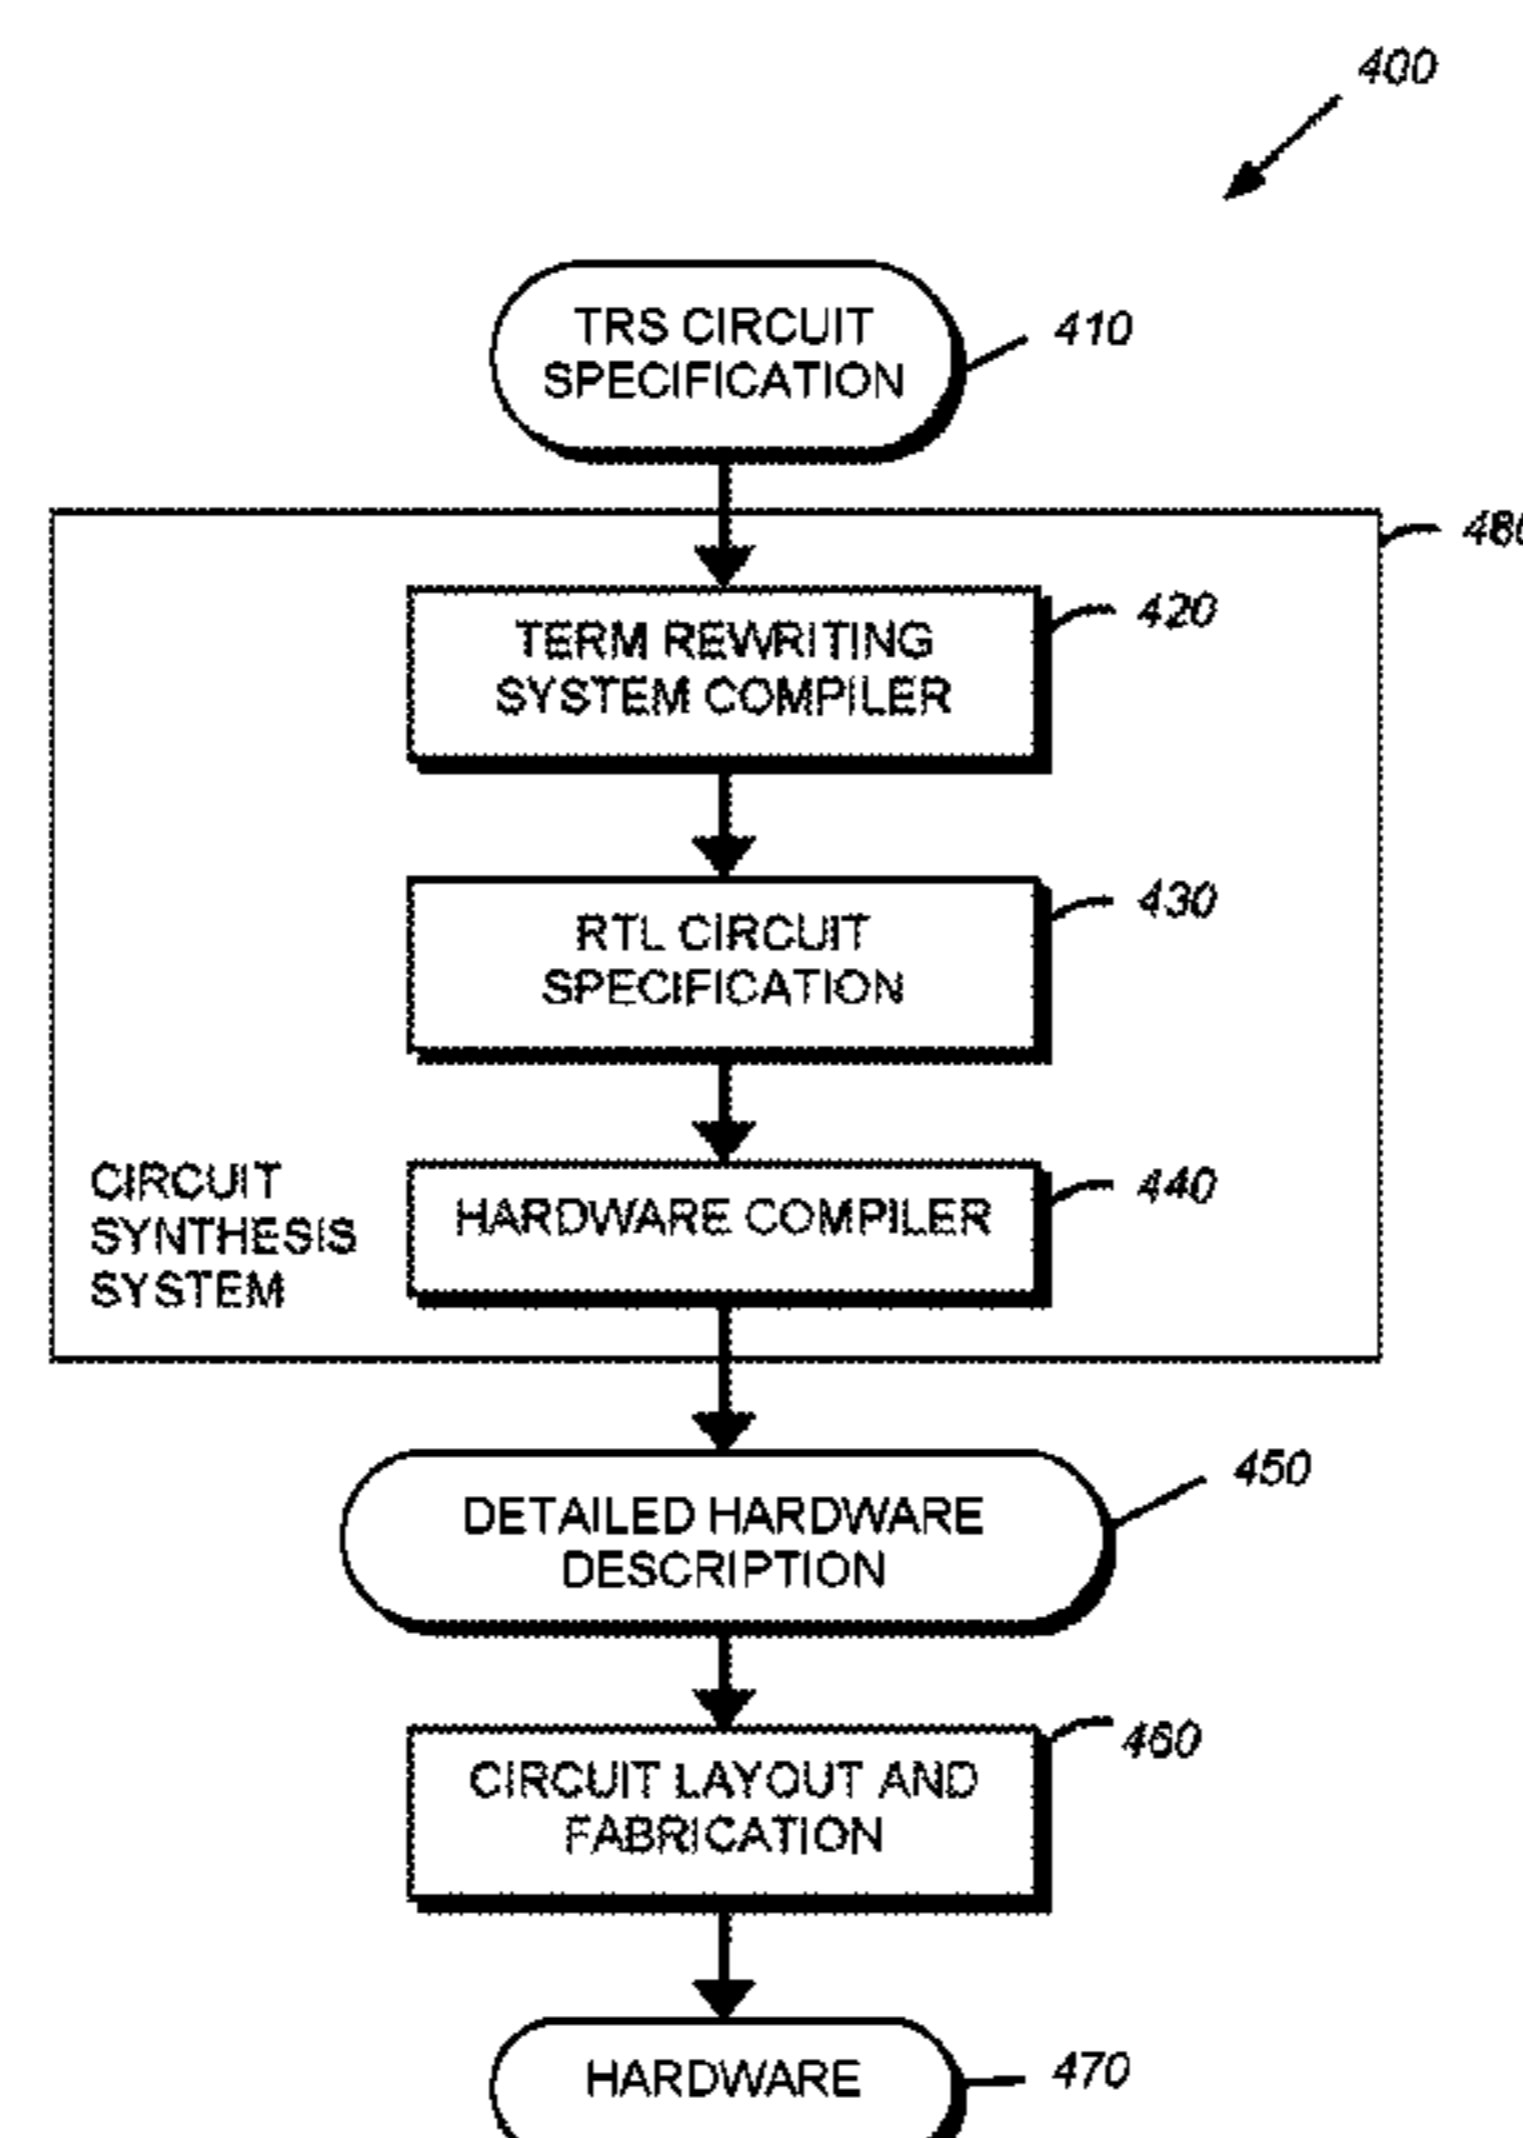 400
TRS CIRCUIT
SPECIFICATION
410
TERM REWRITING
SYSTEM COMPILER
420
RTL CIRCUIT
SPECIFICATION
430
HARDWARE COMPILER
440
CIRCUIT
SYNTHESIS
SYSTEM
DETAILED HARDWARE
DESCRIPTION
450
CIRCUIT LAYOUT AND
FABRICATION
460
HARDWARE
470